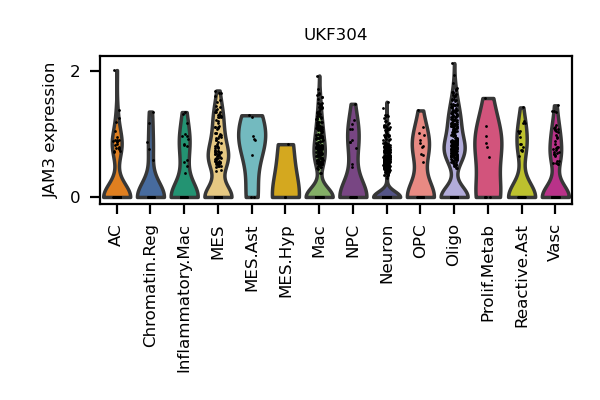 UKF304
JAM3 expression
2
0
AC
Chromatin.Reg
Inflammatory.Mac
MES
MES.Ast
MES.Hyp
Mac
NPC
Neuron
OPC
Oligo
Prolif.Metab
Reactive.Ast
Vasc